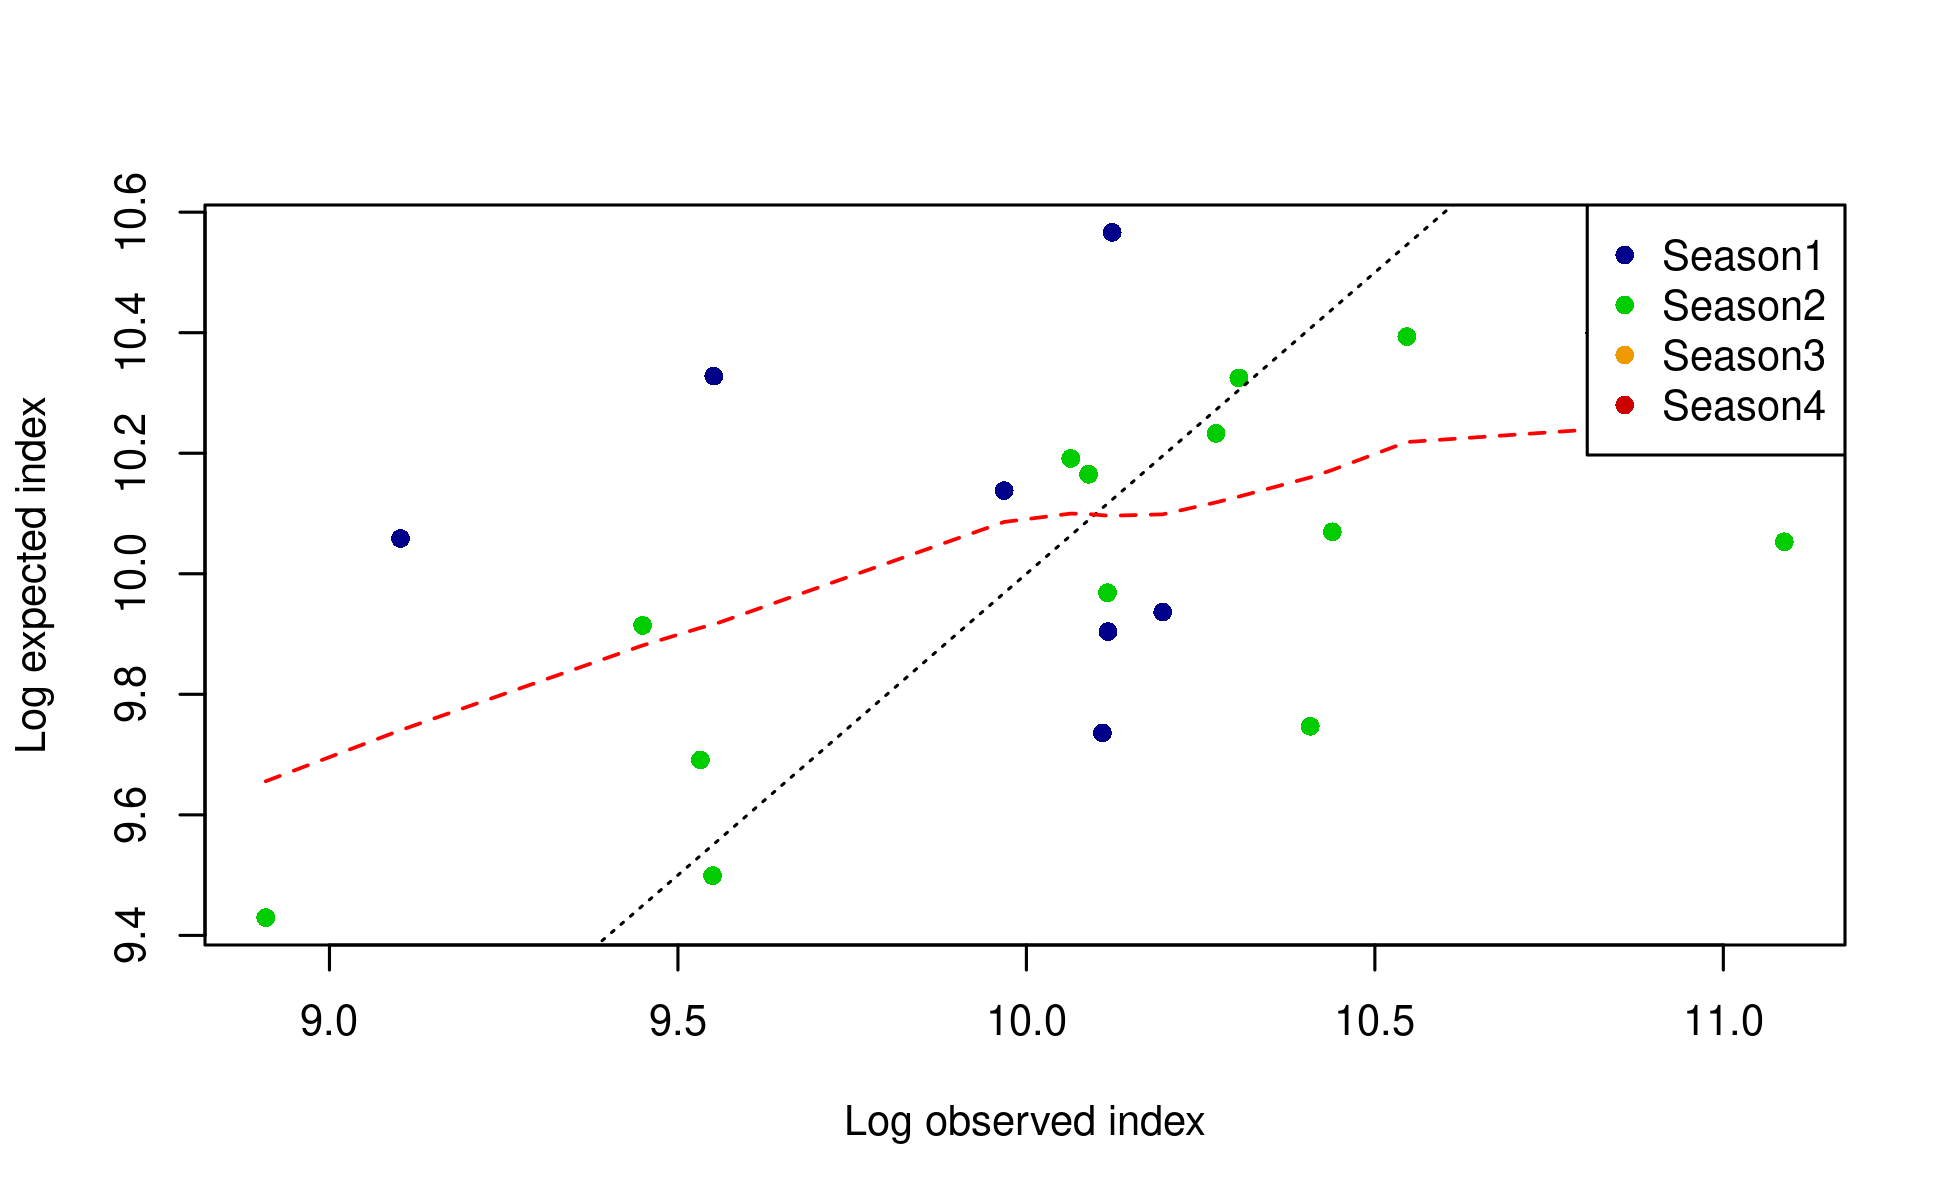 Log expected index
10.6
10.4
10.2
10.0
9.8
9.6
9.4
Season1
Season2
Season3
Season4
9.0 9.5 10.0 10.5 11.0
Log observed index